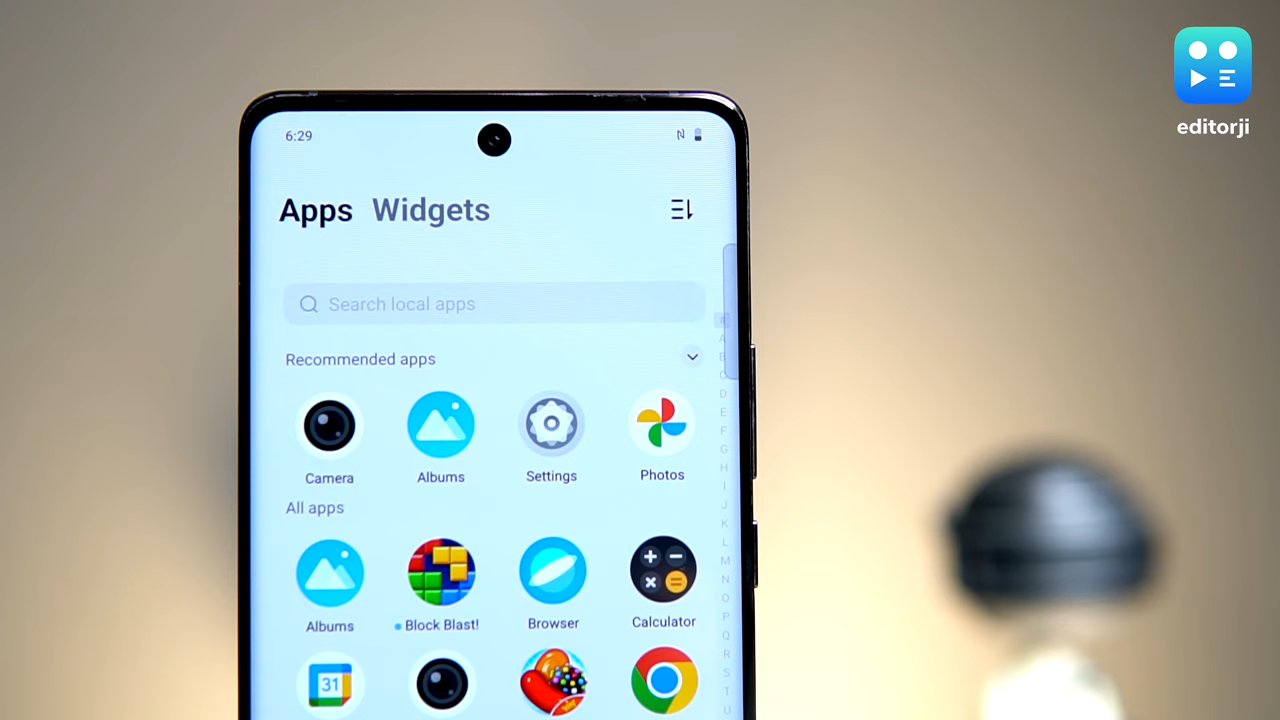 editorji
6:29
Apps Widgets
Search local apps
Recommended apps
Camera Albums Settings Photos
All apps
Albums Block Blast! Browser Calculator
31
#
A
B
C
D
E
F
G
H
I
J
K
L
M
N
O
P
Q
R
S
T
U